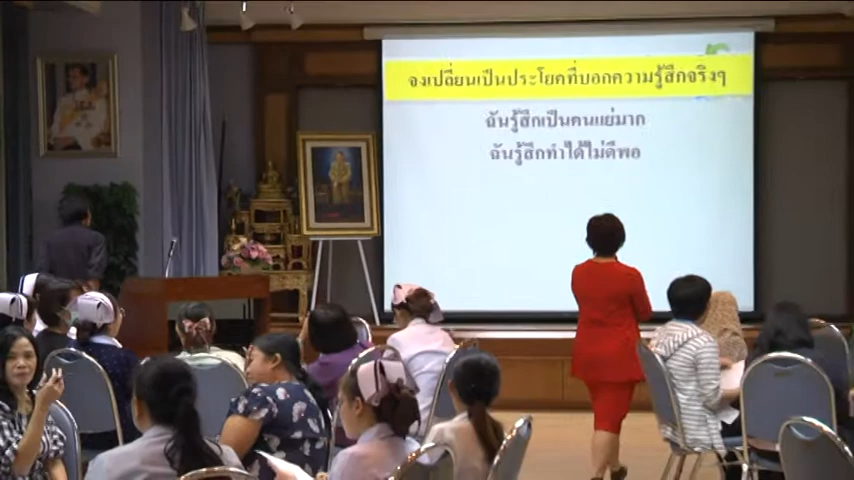 จงเปลี่ยนเป็นประโยคที่บอกความรู้สึกจริงๆ
ฉันรู้สึกเป็นคนแย่มาก
ฉันรู้สึกทำได้ไม่ดีพอ